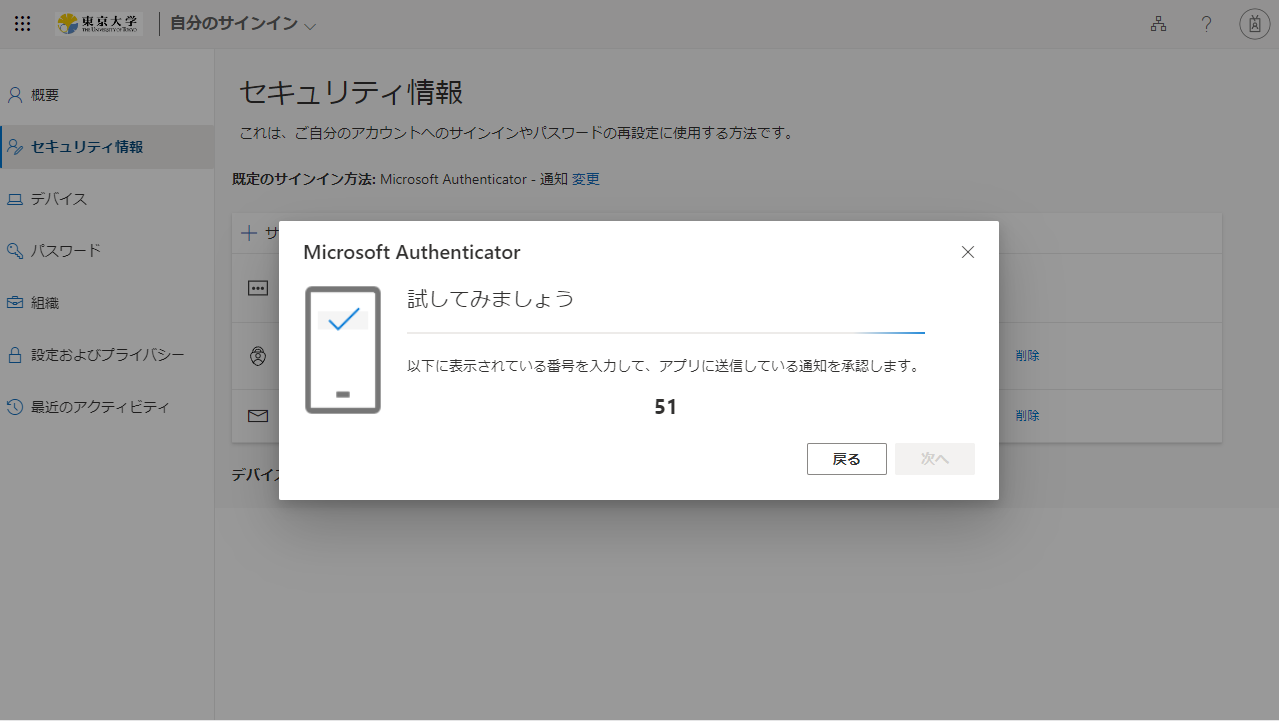 東京大学
THE UNIVERSITY OF TOKYO
自分のサインイン
概要
セキュリティ情報
デバイス
パスワード
組織
設定およびプライバシー
最近のアクティビティ
セキュリティ情報
これは、ご自分のアカウントへのサインインやパスワードの再設定に使用する方法です。
既定のサインイン方法: Microsoft Authenticator - 通知 変更
サ
削除
削除
デバイス
Microsoft Authenticator
試してみましょう
以下に表示されている番号を入力して、アプリに送信している通知を承認します。
51
戻る
次へ